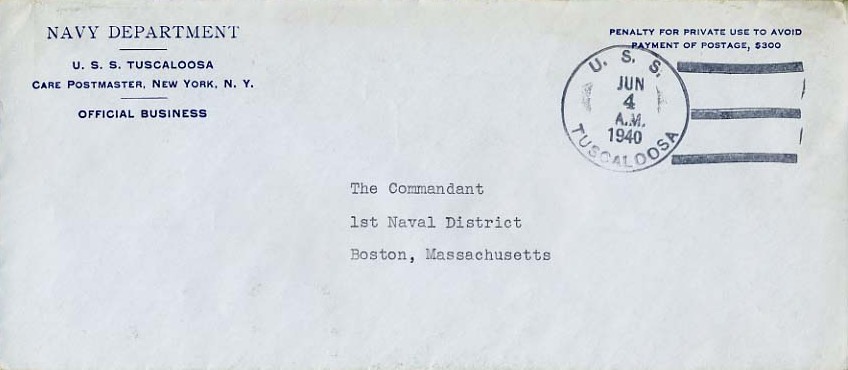 NAVY DEPARTMENT
U. S. S. TUSCALOOSA
CARE POSTMASTER, NEW YORK, N. Y.
OFFICIAL BUSINESS
PENALTY FOR PRIVATE USE TO AVOID
PAYMENT OF POSTAGE, $300
U. S. S.
JUN
4
A.M.
1940
TUSCALOOSA
The Commandant
1st Naval District
Boston, Massachusetts